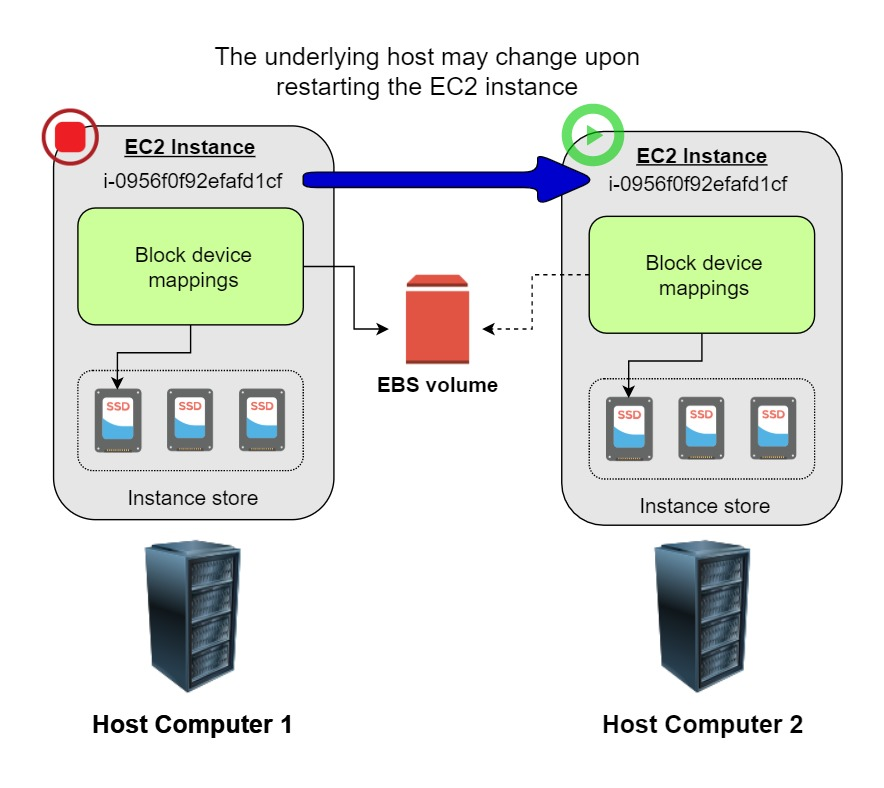 The underlying host may change upon
restarting the EC2 instance
EC2 Instance
i-0956f0f92efafd1cf
Block device
mappings
SSD
SSD
SSD
Instance store
Host Computer 1
EBS volume
EC2 Instance
i-0956f0f92efafd1cf
Block device
mappings
SSD
SSD
SSD
Instance store
Host Computer 2